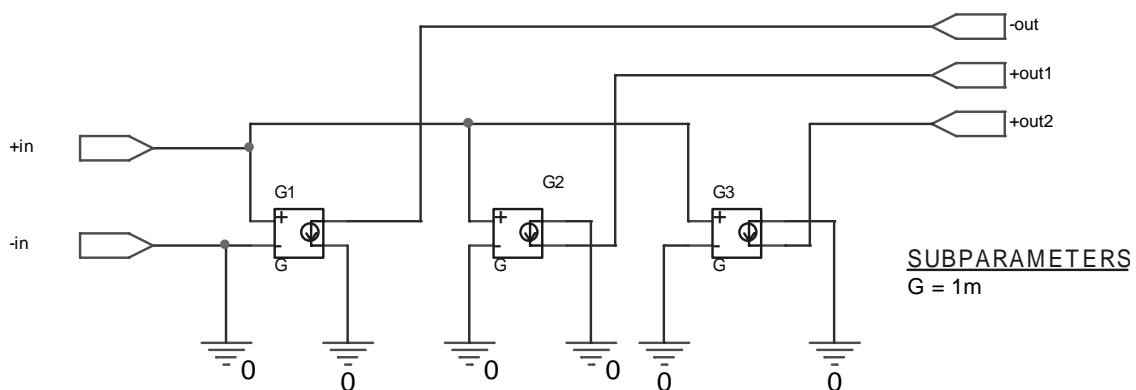 -out
+out1
+out2
+in
-in
G1
G2
G3
+
-
+
-
+
-
G
G
G
SUBPARAMETERS
G = 1m
0
0
0
0
0
0